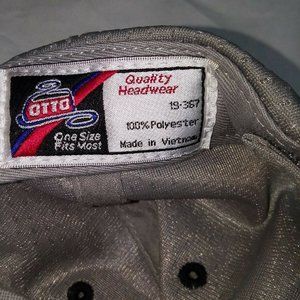 OTTO
One Size
Fits Most
Quality
Headwear
19·367
100% Polyester
Made in Vietnam